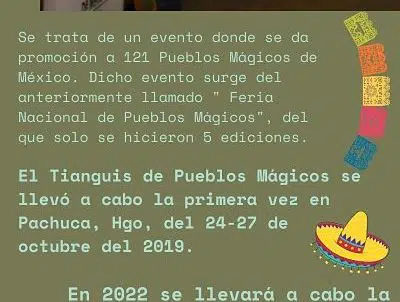 Se trata de un evento donde se da
promoción a 121 Pueblos Mágicos de
México. Dicho evento surge del
anteriormente llamado " Feria
Nacional de Pueblos Mágicos", del
que solo se hicieron 5 ediciones.
El Tianguis de Pueblos Mágicos se
llevó a cabo la primera vez en
Pachuca, Hgo, del 24-27 de
octubre del 2019.
En 2022 se llevará a cabo la